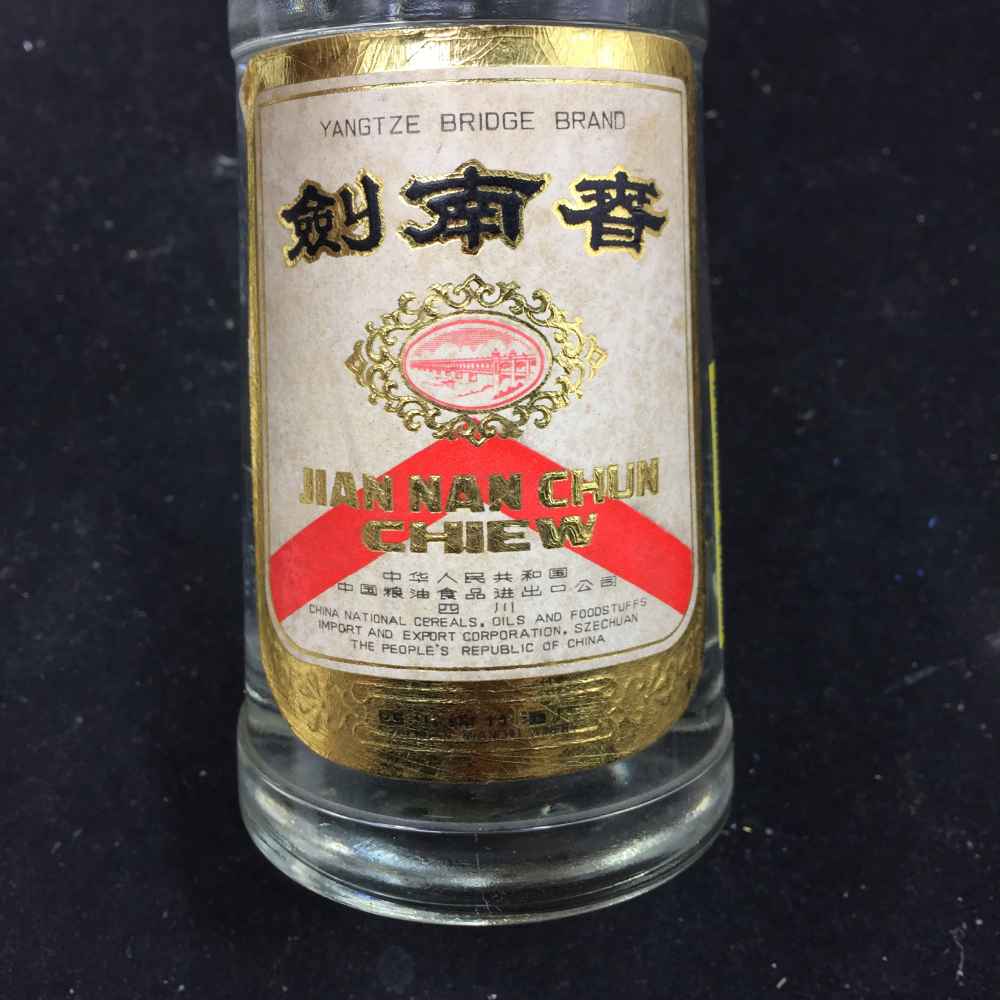 YANGTZE BRIDGE BRAND
劍南春
JIAN NAN CHUN
CHIEW
中华人民共和国
中国粮油食品进出口公司
四川
CHINA NATIONAL CEREALS, OILS AND FOODSTUFFS
IMPORT AND EXPORT CORPORATION, SZECHUAN
THE PEOPLE'S REPUBLIC OF CHINA